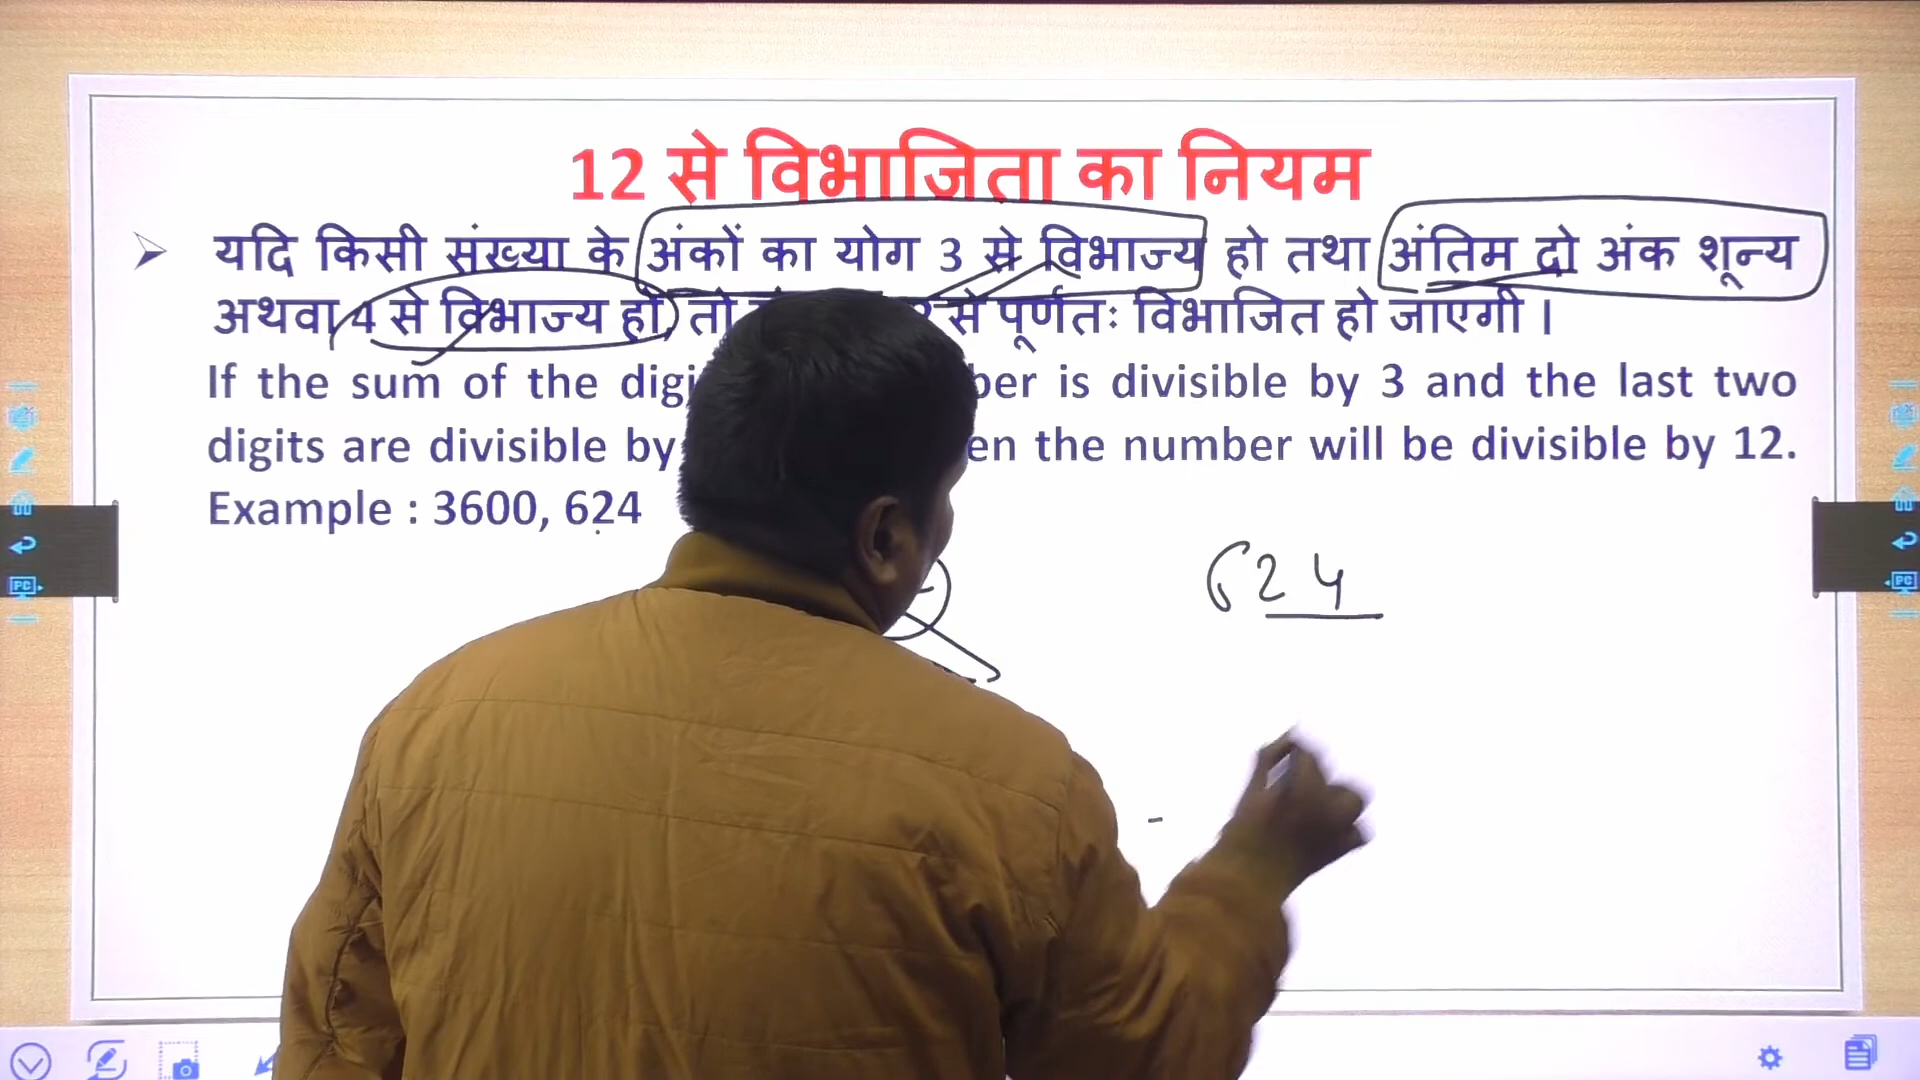 12 से विभाजिता का नियम
यदि किसी संख्या के अंकों का योग 3 से विभाज्य हो तथा अंतिम दो अंक शून्य
अथवा 4 से विभाज्य हो, तो से पूर्णतः विभाजित हो जाएगी ।
If the sum of the ber is divisible by 3 and the last two
digits are divisible by en the number will be divisible by 12.
Example : 3600, 624
624
PC
PC